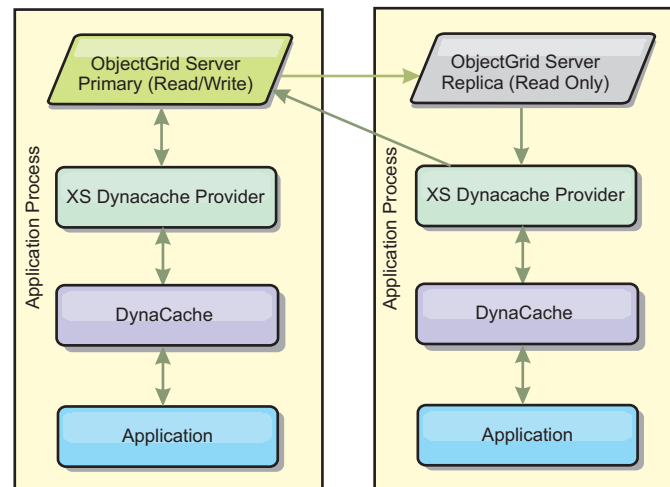 ObjectGrid Server
Primary (Read/Write)
XS Dynacache Provider
DynaCache
Application
Application Process
ObjectGrid Server
Replica (Read Only)
XS Dynacache Provider
DynaCache
Application
Application Process